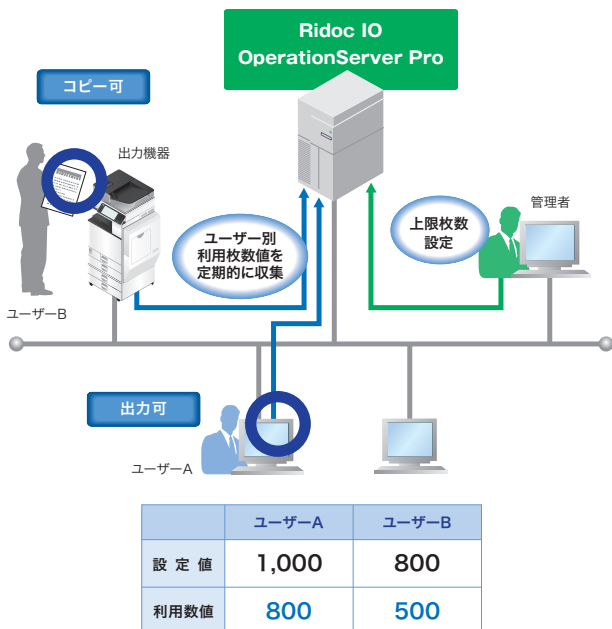 Ridoc IO
OperationServer Pro
コピー可
出力機器
ユーザー別
利用枚数値を
定期的に収集
上限枚数
設定
管理者
ユーザーB
出力可
ユーザーA
ユーザーA ユーザーB
設定値 1,000 800
利用数値 800 500